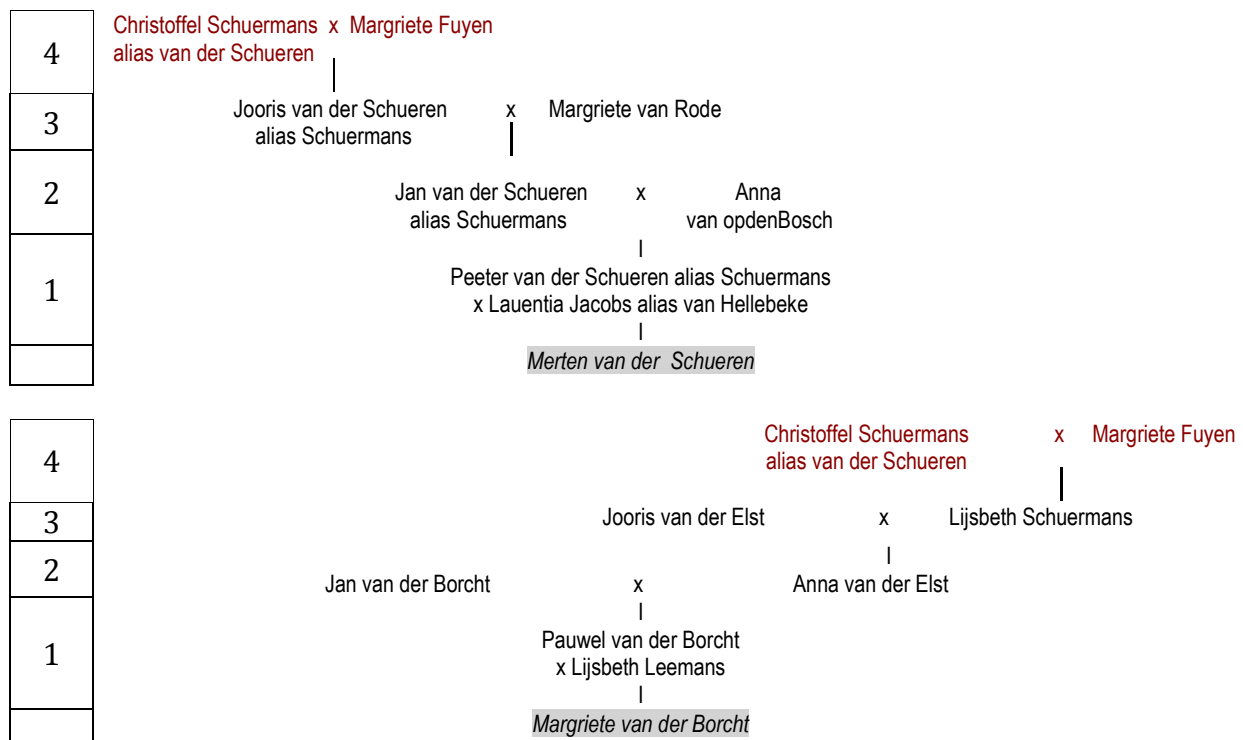 4
Christoffel Schuermans x Margriete Fuyen
alias van der Schueren
3
Jooris van der Schueren x Margriete van Rode
alias Schuermans
2
Jan van der Schueren x Anna
alias Schuermans van opdenBosch
I
1
Peeter van der Schueren alias Schuermans
x Lauentia Jacobs alias van Hellebeke
I
Merten van der Schueren
4
Christoffel Schuermans x Margriete Fuyen
alias van der Schueren
3
Jooris van der Elst x Lijsbeth Schuermans
I
2
Jan van der Borcht x Anna van der Elst
I
1
Pauwel van der Borcht
x Lijsbeth Leemans
I
Margriete van der Borcht